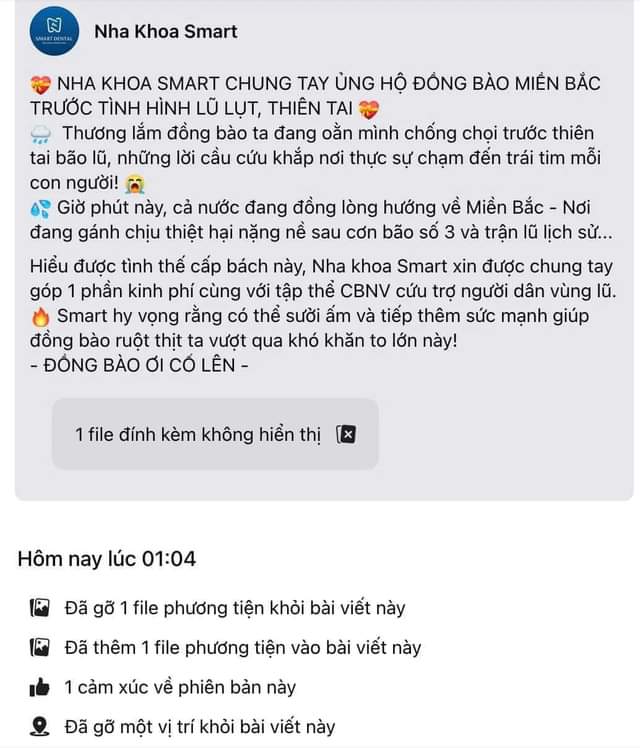 SMART DENTAL
Nha Khoa Smart
💝 NHA KHOA SMART CHUNG TAY ỦNG HỘ ĐỒNG BÀO MIỀN BẮC
TRƯỚC TÌNH HÌNH LŨ LỤT, THIÊN TAI 💝
🌧️ Thương lắm đồng bào ta đang oằn mình chống chọi trước thiên
tai bão lũ, những lời cầu cứu khắp nơi thực sự chạm đến trái tim mỗi
con người! 😭
💦 Giờ phút này, cả nước đang đồng lòng hướng về Miền Bắc - Nơi
đang gánh chịu thiệt hại nặng nề sau cơn bão số 3 và trận lũ lịch sử...
Hiểu được tình thế cấp bách này, Nha khoa Smart xin được chung tay
góp 1 phần kinh phí cùng với tập thể CBNV cứu trợ người dân vùng lũ.
🔥 Smart hy vọng rằng có thể sưởi ấm và tiếp thêm sức mạnh giúp
đồng bào ruột thịt ta vượt qua khó khăn to lớn này!
- ĐỒNG BÀO ƠI CỐ LÊN -
1 file đính kèm không hiển thị
Hôm nay lúc 01:04
Đã gỡ 1 file phương tiện khỏi bài viết này
Đã thêm 1 file phương tiện vào bài viết này
1 cảm xúc về phiên bản này
Đã gỡ một vị trí khỏi bài viết này